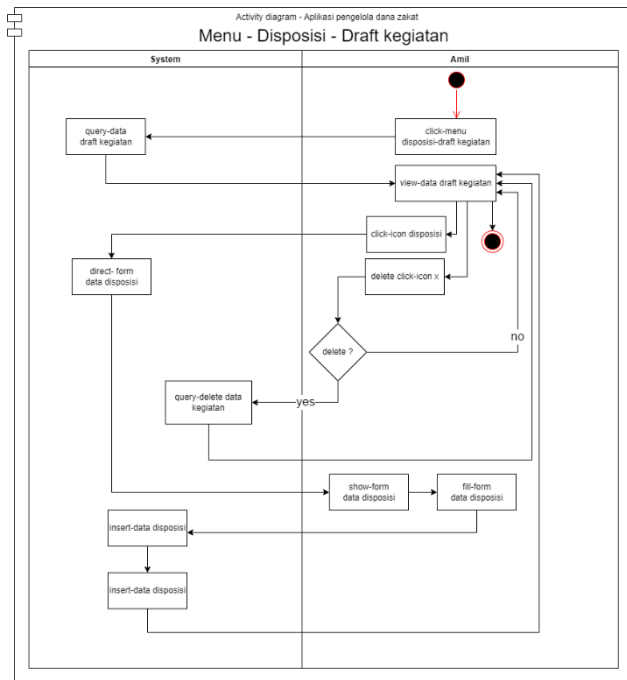 Activity diagram - Aplikasi pengelola dana zakat
Menu - Disposisi - Draft kegiatan
System
Amil
query-data
draft kegiatan
click-menu
disposisi-draft kegiatan
view-data draft kegiatan
click-icon disposisi
direct- form
data disposisi
delete click-icon x
delete ?
no
query-delete data
kegiatan
yes
show-form
data disposisi
fill-form
data disposisi
insert-data disposisi
insert-data disposisi